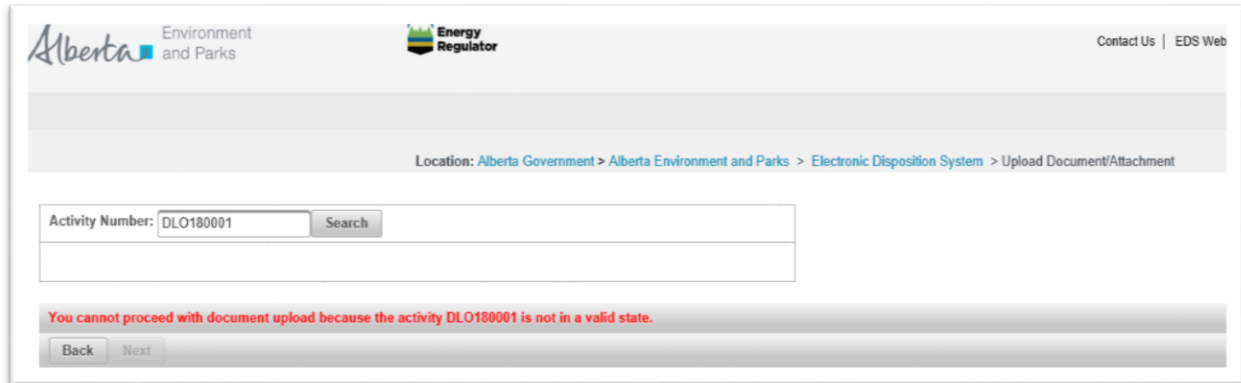 Alberta Environment
and Parks
Energy
Regulator
Contact Us | EDS Web
Location: Alberta Government > Alberta Environment and Parks > Electronic Disposition System > Upload Document/Attachment
Activity Number: DLO180001 Search
You cannot proceed with document upload because the activity DLO180001 is not in a valid state.
Back Next